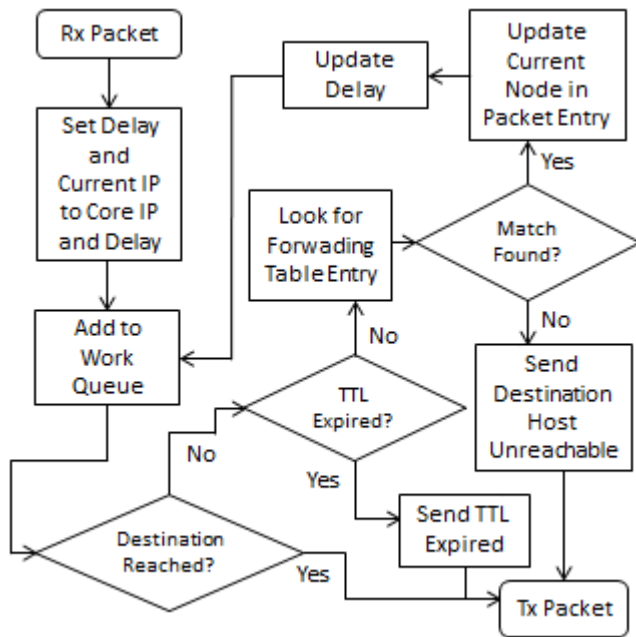 Rx Packet
Set Delay
and
Current IP
to Core IP
and Delay
Add to
Work
Queue
Destination
Reached?
No
Yes
TTL
Expired?
No
Yes
Send TTL
Expired
Look for
Forwading
Table Entry
Match
Found?
Yes
No
Update
Current
Node in
Packet Entry
Update
Delay
Send
Destination
Host
Unreachable
Tx Packet